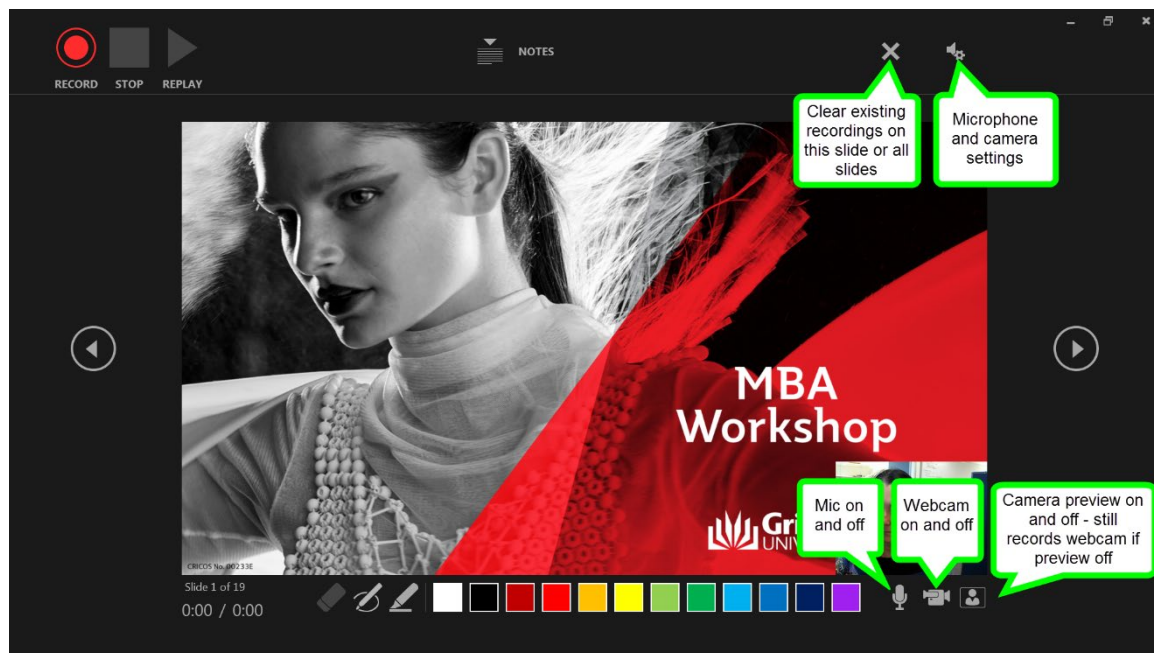 NOTES
RECORD STOP REPLAY
Clear existing
recordings on
this slide or all
slides
Microphone
and camera
settings
MBA
Workshop
Mic on
and off
Webcam
on and off
Camera preview on
and off - still
records webcam if
preview off
Gri
UNIV
CRICOS No. 00233E
Slide 1 of 19
0:00 / 0:00